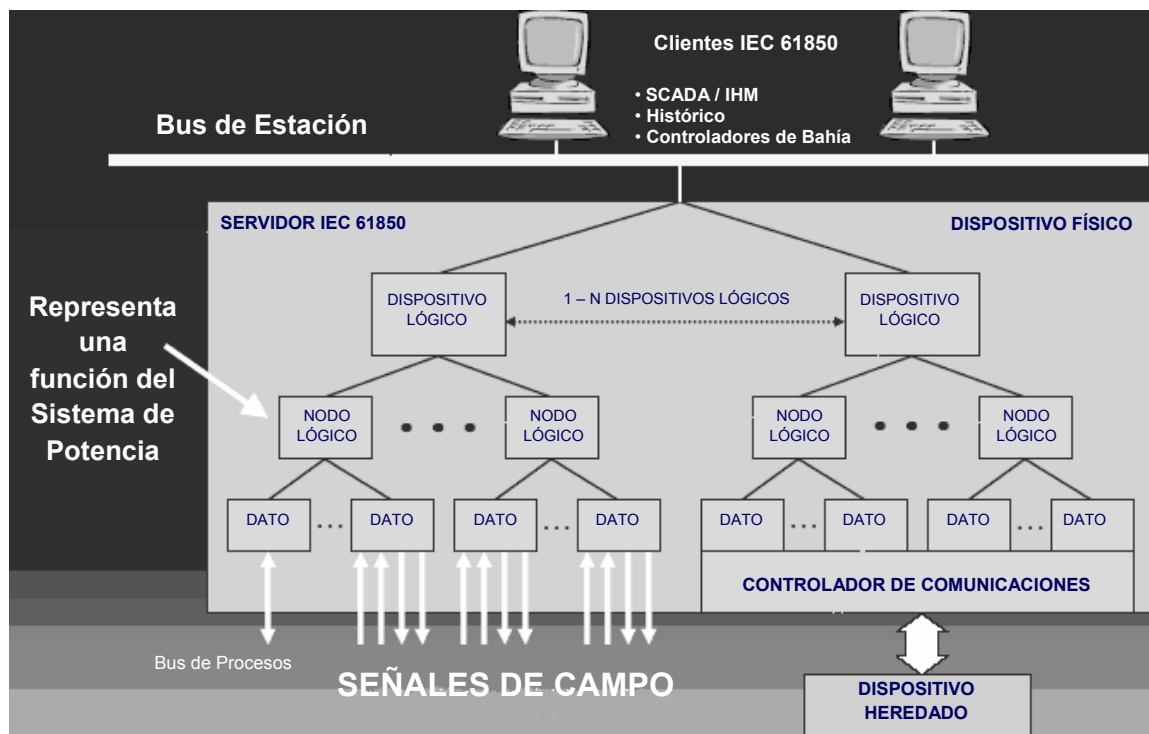 Clientes IEC 61850
• SCADA / IHM
• Histórico
• Controladores de Bahía
Bus de Estación
SERVIDOR IEC 61850
DISPOSITIVO FÍSICO
DISPOSITIVO
LÓGICO
1 – N DISPOSITIVOS LÓGICOS
DISPOSITIVO
LÓGICO
Representa
una
función del
Sistema de
Potencia
NODO
LÓGICO
• • •
NODO
LÓGICO
NODO
LÓGICO
• • •
NODO
LÓGICO
DATO
...
DATO
DATO
...
DATO
DATO
...
DATO
DATO
...
DATO
CONTROLADOR DE COMUNICACIONES
Bus de Procesos
SEÑALES DE CAMPO
DISPOSITIVO
HEREDADO